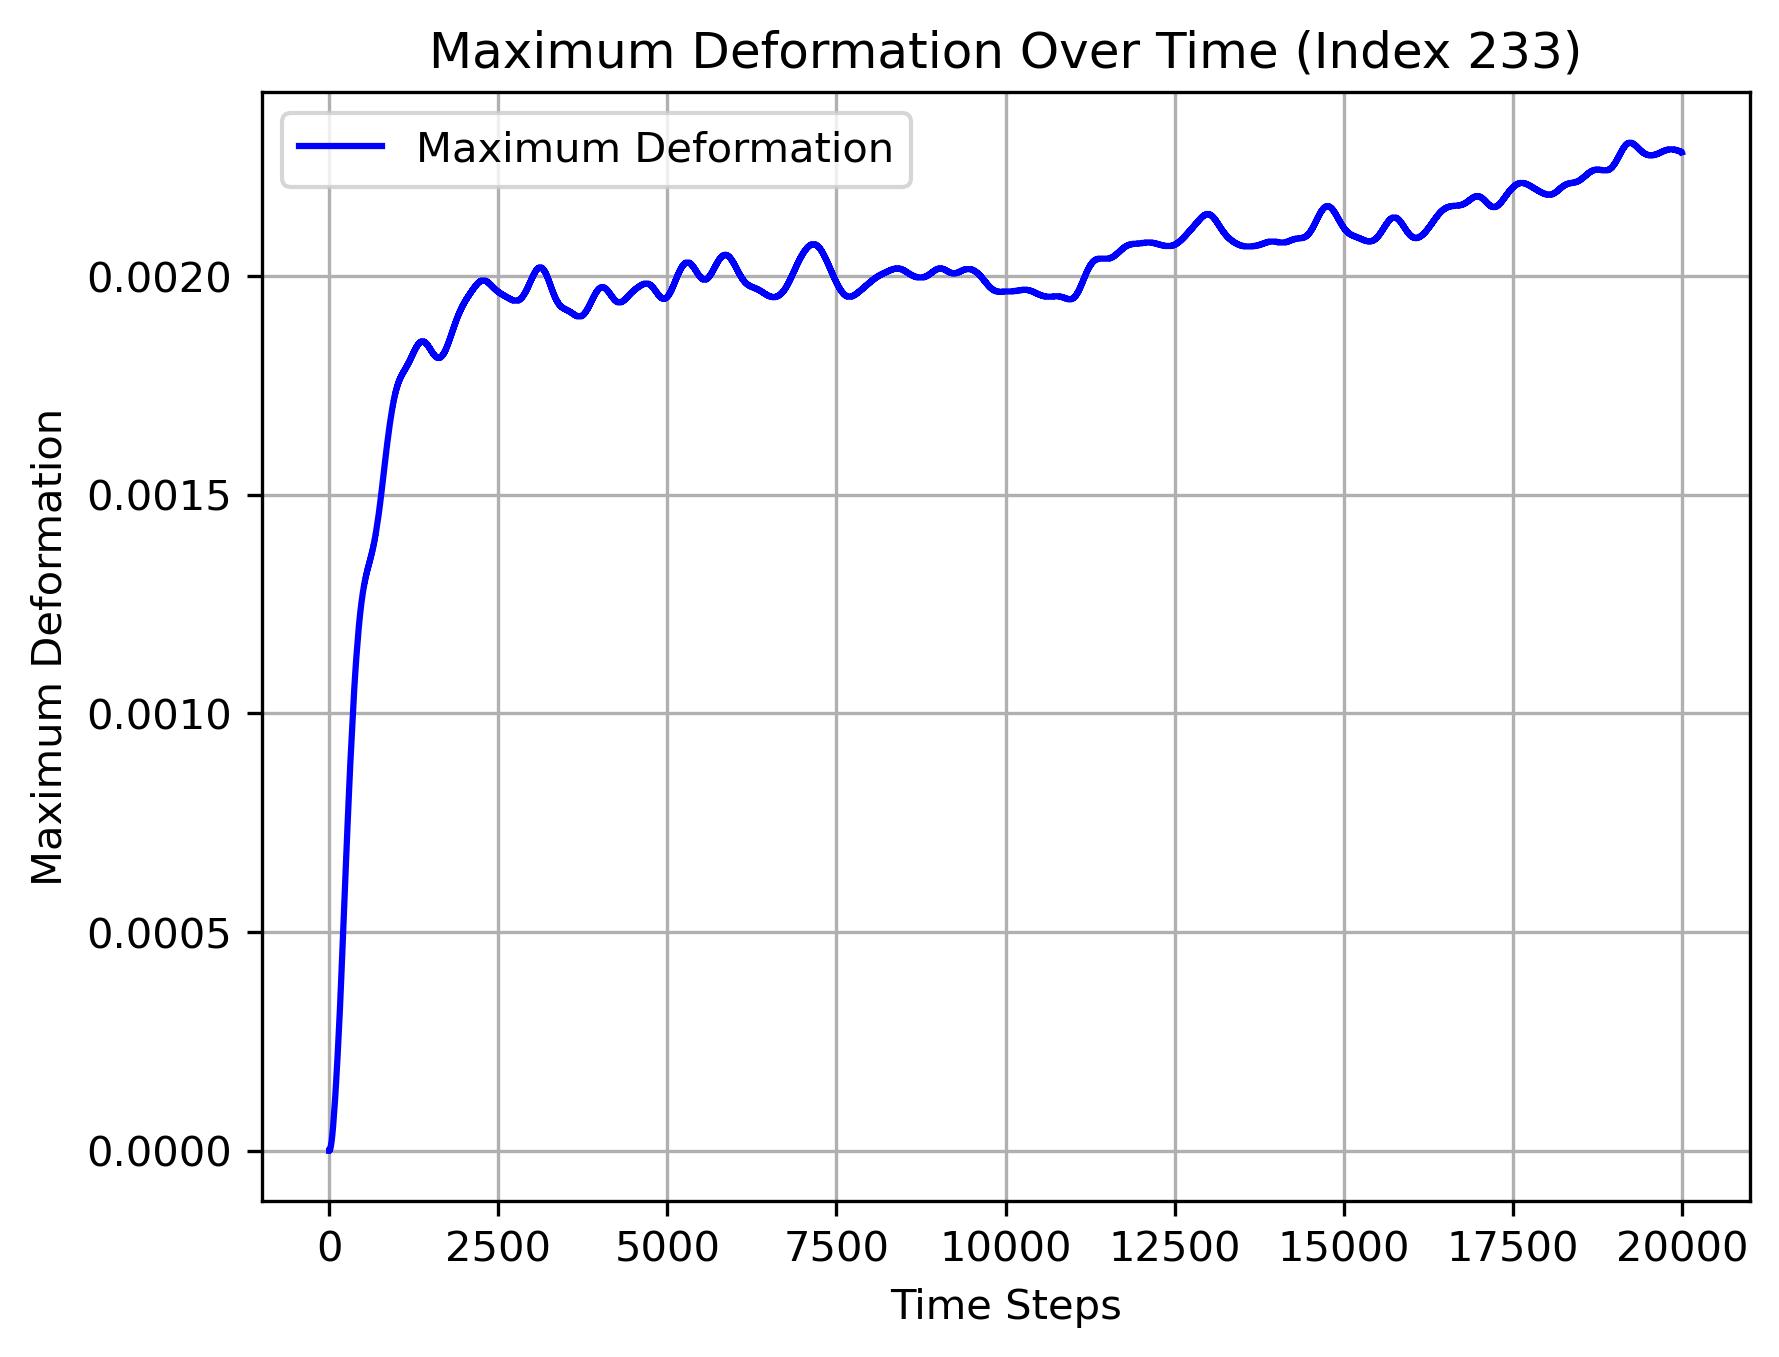 Maximum Deformation Over Time (Index 233)
Maximum Deformation
Maximum Deformation
0.0020
0.0015
0.0010
0.0005
0.0000
0 2500 5000 7500 10000 12500 15000 17500 20000
Time Steps